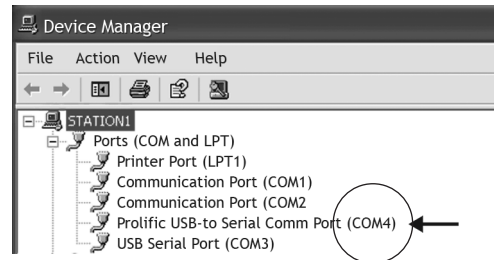 Device Manager
File Action View Help
STATION1
Ports (COM and LPT)
Printer Port (LPT1)
Communication Port (COM1)
Communication Port (COM2
Prolific USB-to Serial Comm Port (COM4)
USB Serial Port (COM3)